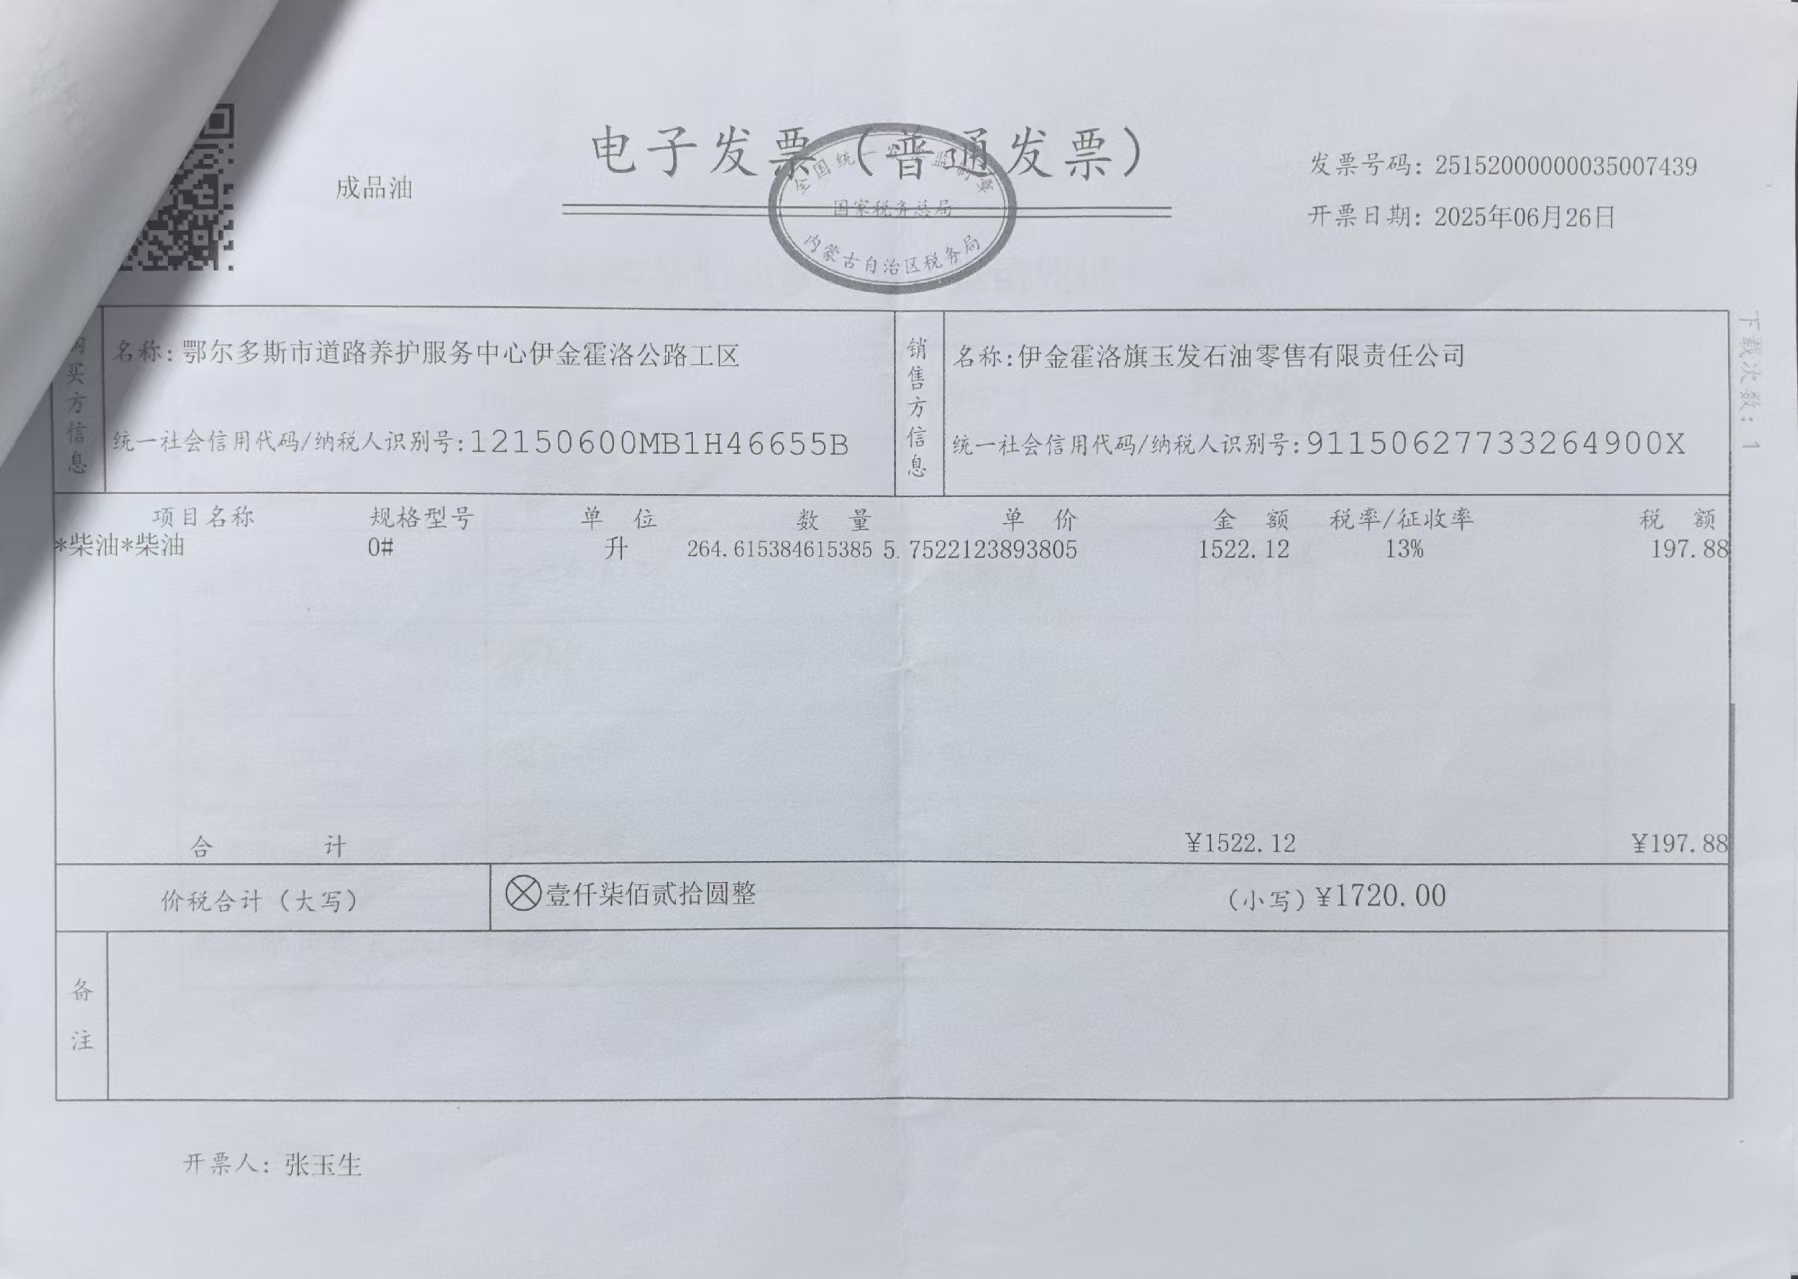 电子发票（普通发票）
成品油
全国统一发票监制章
国家税务总局
内蒙古自治区税务局
发票号码：25152000000035007439
开票日期：2025年06月26日
购买方信息
名称：鄂尔多斯市道路养护服务中心伊金霍洛公路工区
统一社会信用代码/纳税人识别号：12150600MB1H46655B
销售方信息
名称：伊金霍洛旗玉发石油零售有限责任公司
统一社会信用代码/纳税人识别号：91150627733264900X
下载次数：1
项目名称 规格型号 单位 数量 单价 金额 税率/征收率 税额
*柴油*柴油 0# 升 264.615384615385 5.7522123893805 1522.12 13% 197.88
合计 ¥1522.12 ¥197.88
价税合计（大写） ⊗壹仟柒佰贰拾圆整 （小写）¥1720.00
备注
开票人：张玉生